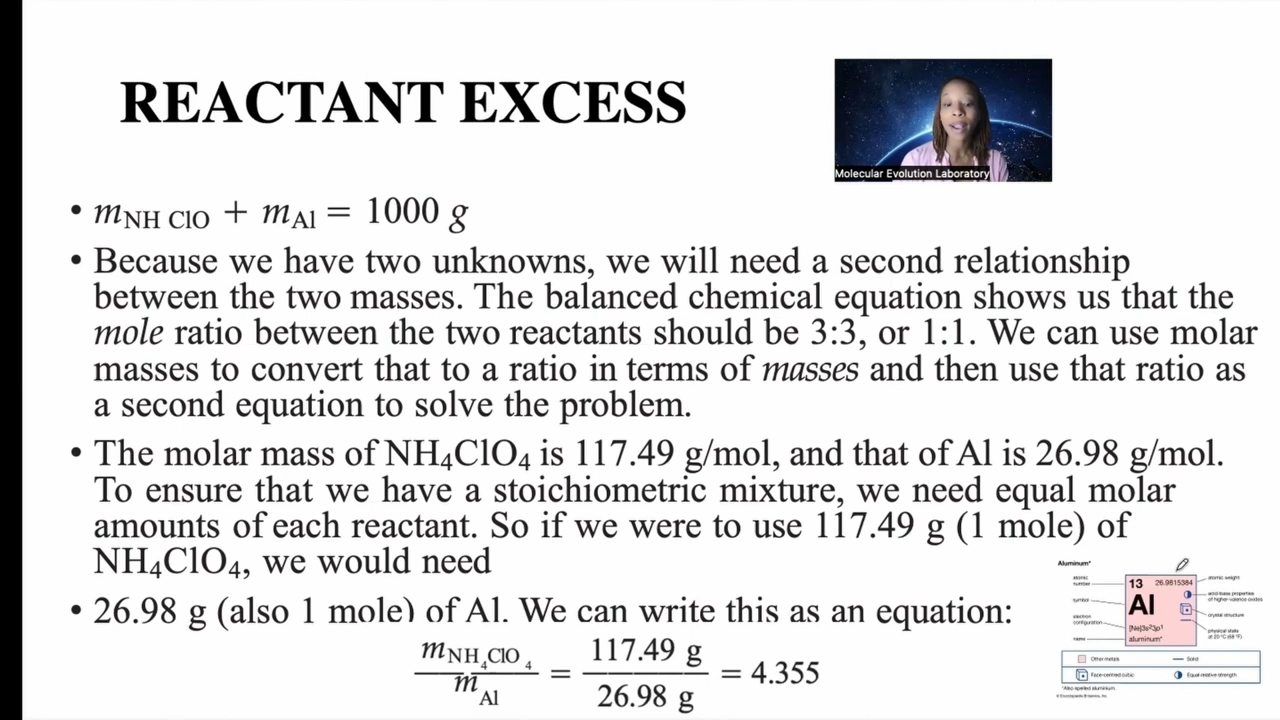 REACTANT EXCESS
Molecular Evolution Laboratory
• mNH ClO + mAl = 1000 g
• Because we have two unknowns, we will need a second relationship
between the two masses. The balanced chemical equation shows us that the
mole ratio between the two reactants should be 3:3, or 1:1. We can use molar
masses to convert that to a ratio in terms of masses and then use that ratio as
a second equation to solve the problem.
• The molar mass of NH₄ClO₄ is 117.49 g/mol, and that of Al is 26.98 g/mol.
To ensure that we have a stoichiometric mixture, we need equal molar
amounts of each reactant. So if we were to use 117.49 g (1 mole) of
NH₄ClO₄, we would need
• 26.98 g (also 1 mole) of Al. We can write this as an equation:
mNH₄ClO₄ / mAl = 117.49 g / 26.98 g = 4.355
Aluminum*
atomic number
symbol
electron configuration
name
13 26.9815384
Al
[Ne]3s²3p¹
aluminum*
atomic weight
acid-base properties of higher-valence oxides
crystal structure
physical state at 20 °C (68 °F)
Other metals
Solid
Face-centred cubic
Equal relative strength
*Also spelled aluminium.
© Encyclopædia Britannica, Inc.